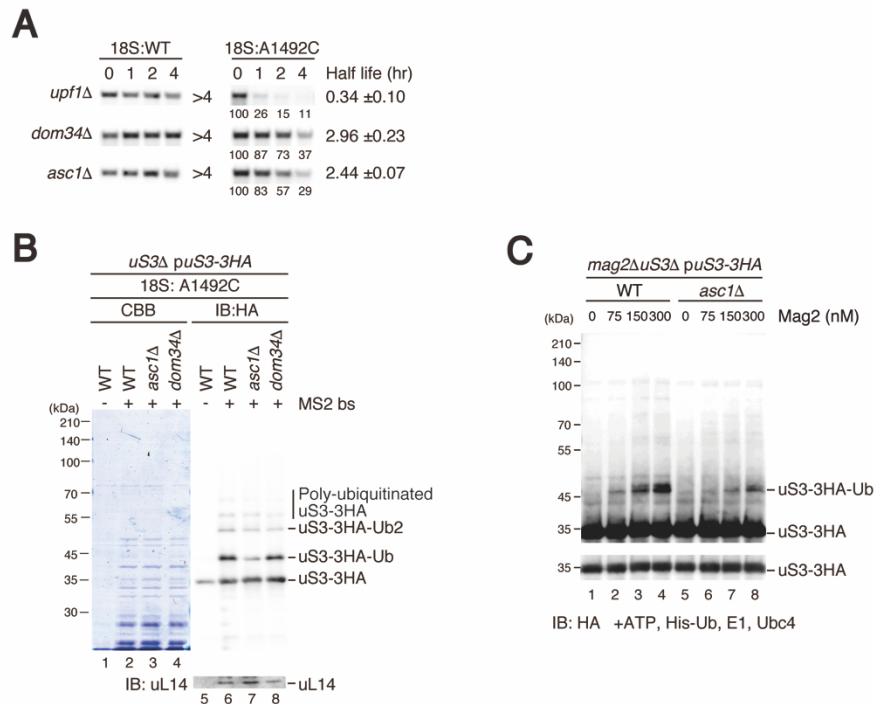 A
18S:WT 18S:A1492C
0 1 2 4 0 1 2 4 Half life (hr)
upf1Δ >4 0.34 ±0.10
100 26 15 11
dom34Δ >4 2.96 ±0.23
100 87 73 37
asc1Δ >4 2.44 ±0.07
100 83 57 29
B
uS3Δ puS3-3HA
18S: A1492C
CBB IB:HA
WT WT asc1Δ dom34Δ WT WT asc1Δ dom34Δ
- + + + - + + + MS2 bs
(kDa)
210
140
100
70
55
45
35
30
Poly-ubiquitinated
uS3-3HA
uS3-3HA-Ub2
uS3-3HA-Ub
uS3-3HA
1 2 3 4
IB: uL14 uL14
5 6 7 8
C
mag2ΔuS3Δ puS3-3HA
WT asc1Δ
(kDa) 0 75 150 300 0 75 150 300 Mag2 (nM)
210
140
100
70
55
45
35
uS3-3HA-Ub
uS3-3HA
35 uS3-3HA
1 2 3 4 5 6 7 8
IB: HA +ATP, His-Ub, E1, Ubc4